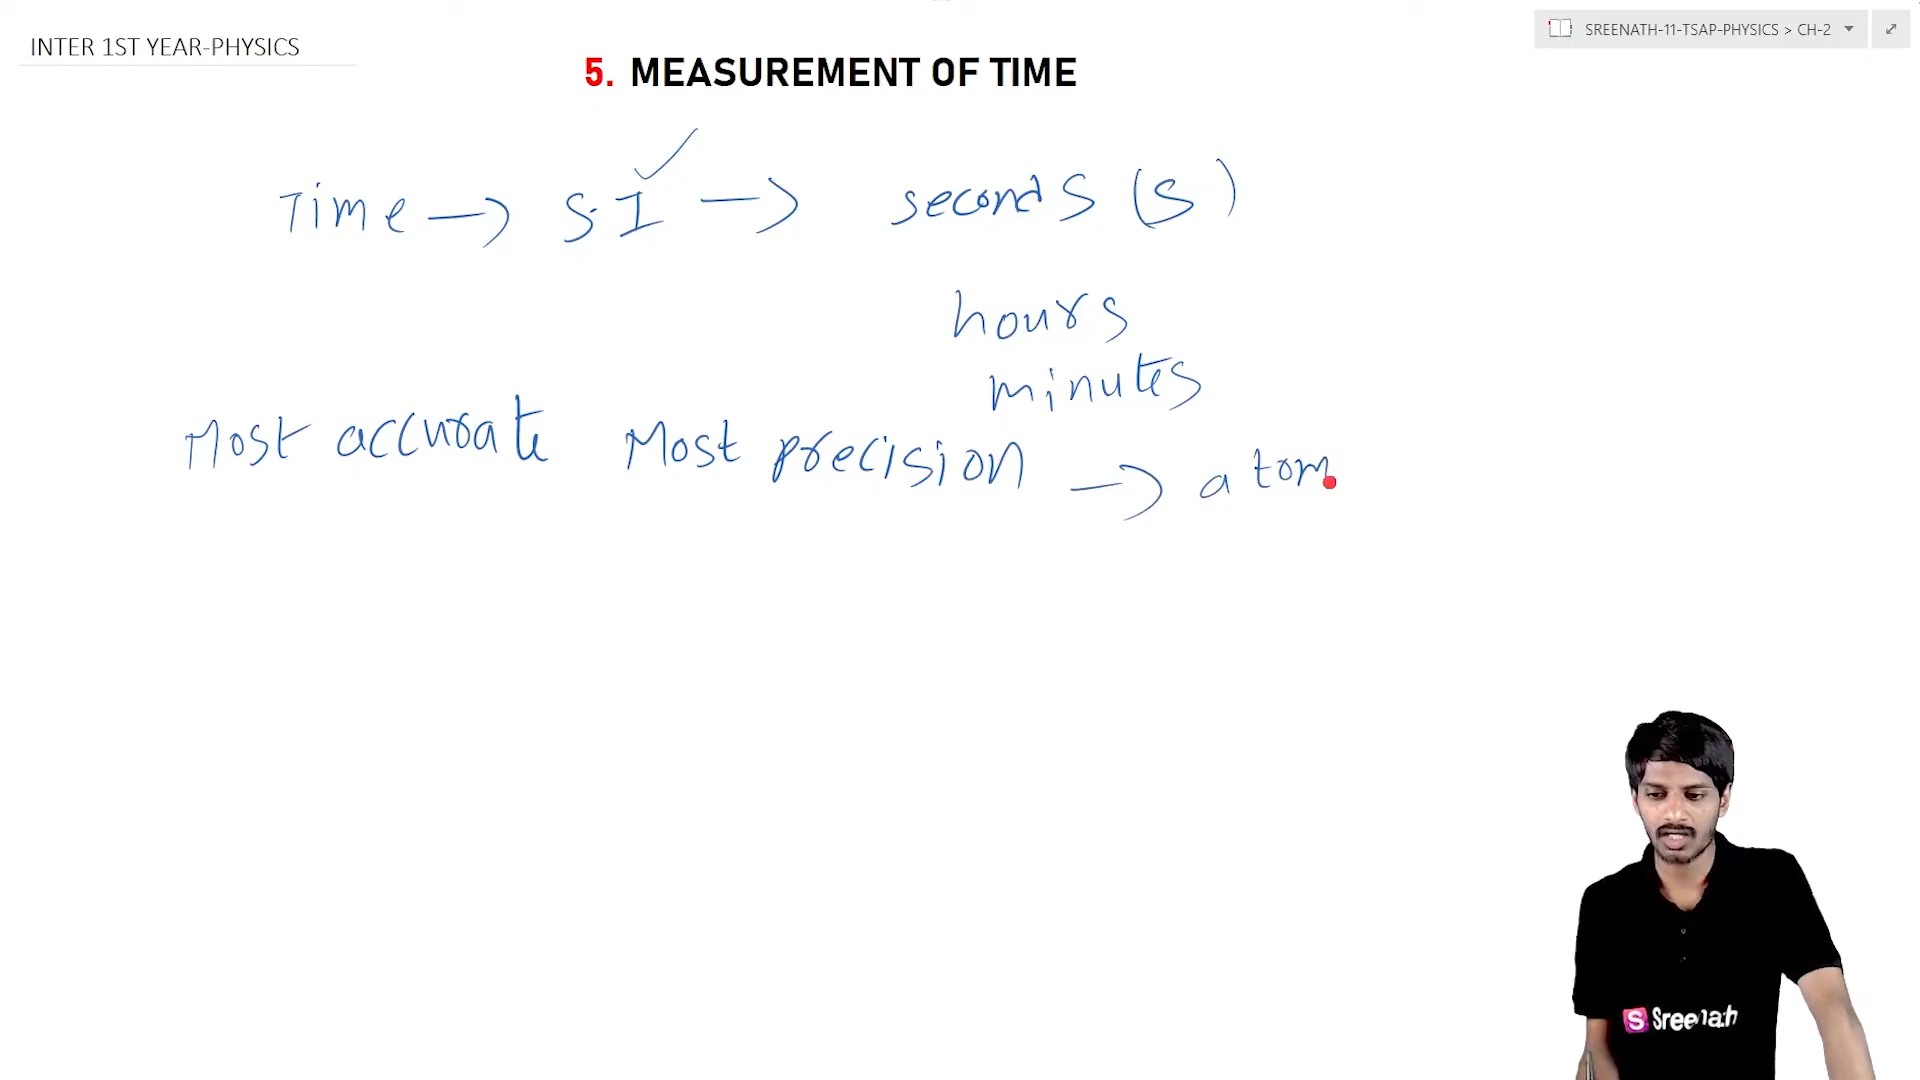 INTER 1ST YEAR-PHYSICS
SREENATH-11-TSAP-PHYSICS > CH-2
5. MEASUREMENT OF TIME
Time → S.I → seconds (s)
hours
minutes
Most accurate Most precision → atom
S Sreenath